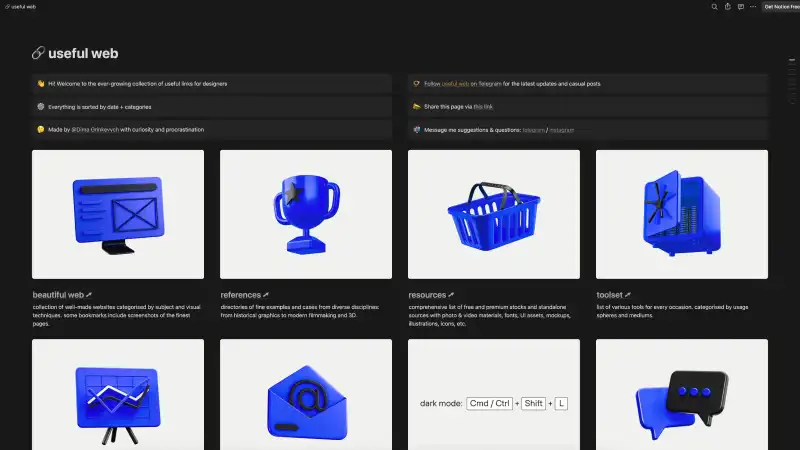 useful web
Get Notion Free
useful web
Hi! Welcome to the ever-growing collection of useful links for designers
Follow useful web on Telegram for the latest updates and casual posts
Everything is sorted by date + categories
Share this page via this link
Made by @Dima Grinkevych with curiosity and procrastination
Message me suggestions & questions: telegram / instagram
beautiful web ➚
collection of well-made websites categorised by subject and visual
techniques. some bookmarks include screenshots of the finest
pages.
references ➚
directories of fine examples and cases from diverse disciplines
from historical graphics to modern filmmaking and 3D.
resources ➚
comprehensive list of free and premium stocks and standalone
sources with photo & video materials, fonts, UI assets, mockups,
illustrations, icons, etc.
toolset ➚
list of various tools for every occasion. categorised by usage
spheres and mediums.
@
dark mode: Cmd / Ctrl + Shift + L